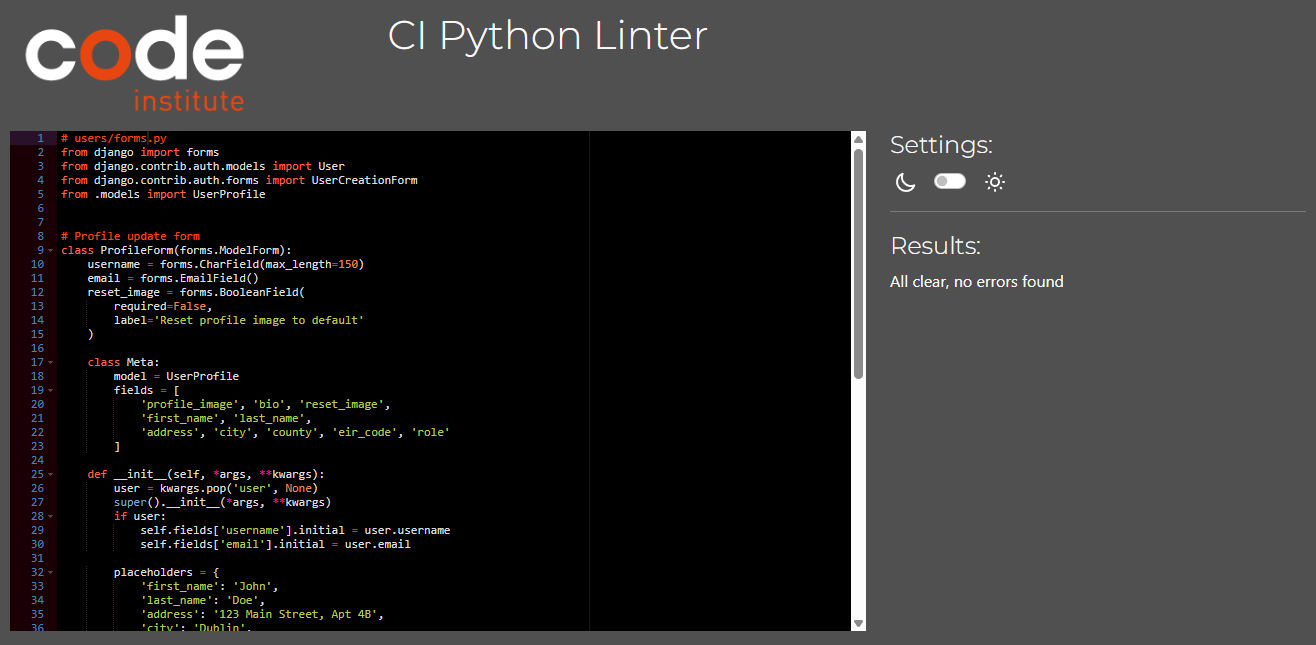 code
institute
CI Python Linter
1 # users/forms.py
2 from django import forms
3 from django.contrib.auth.models import User
4 from django.contrib.auth.forms import UserCreationForm
5 from .models import UserProfile
6
7
8 # Profile update form
9 class ProfileForm(forms.ModelForm):
10     username = forms.CharField(max_length=150)
11     email = forms.EmailField()
12     reset_image = forms.BooleanField(
13         required=False,
14         label='Reset profile image to default'
15     )
16
17     class Meta:
18         model = UserProfile
19         fields = [
20             'profile_image', 'bio', 'reset_image',
21             'first_name', 'last_name',
22             'address', 'city', 'county', 'eir_code', 'role'
23         ]
24
25     def __init__(self, *args, **kwargs):
26         user = kwargs.pop('user', None)
27         super().__init__(*args, **kwargs)
28         if user:
29             self.fields['username'].initial = user.username
30             self.fields['email'].initial = user.email
31
32         placeholders = {
33             'first_name': 'John',
34             'last_name': 'Doe',
35             'address': '123 Main Street, Apt 4B',
36             'city': 'Dublin',
Settings:
Results:
All clear, no errors found